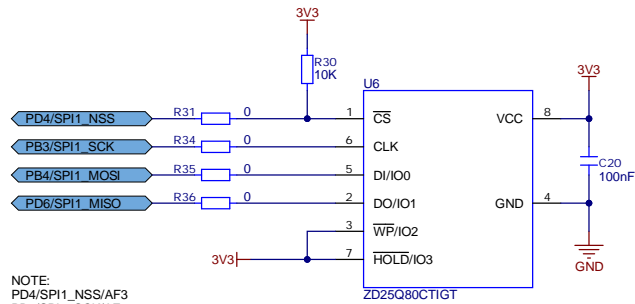 3V3
R30
10K
U6
3V3
PD4/SPI1_NSS
R31
0
1
CS
VCC
8
PB3/SPI1_SCK
R34
0
6
CLK
C20
100nF
PB4/SPI1_MOSI
R35
0
5
DI/IO0
PD6/SPI1_MISO
R36
0
2
DO/IO1
GND
4
3
WP/IO2
3V3
7
HOLD/IO3
GND
NOTE:
PD4/SPI1_NSS/AF3
ZD25Q80CTIGT